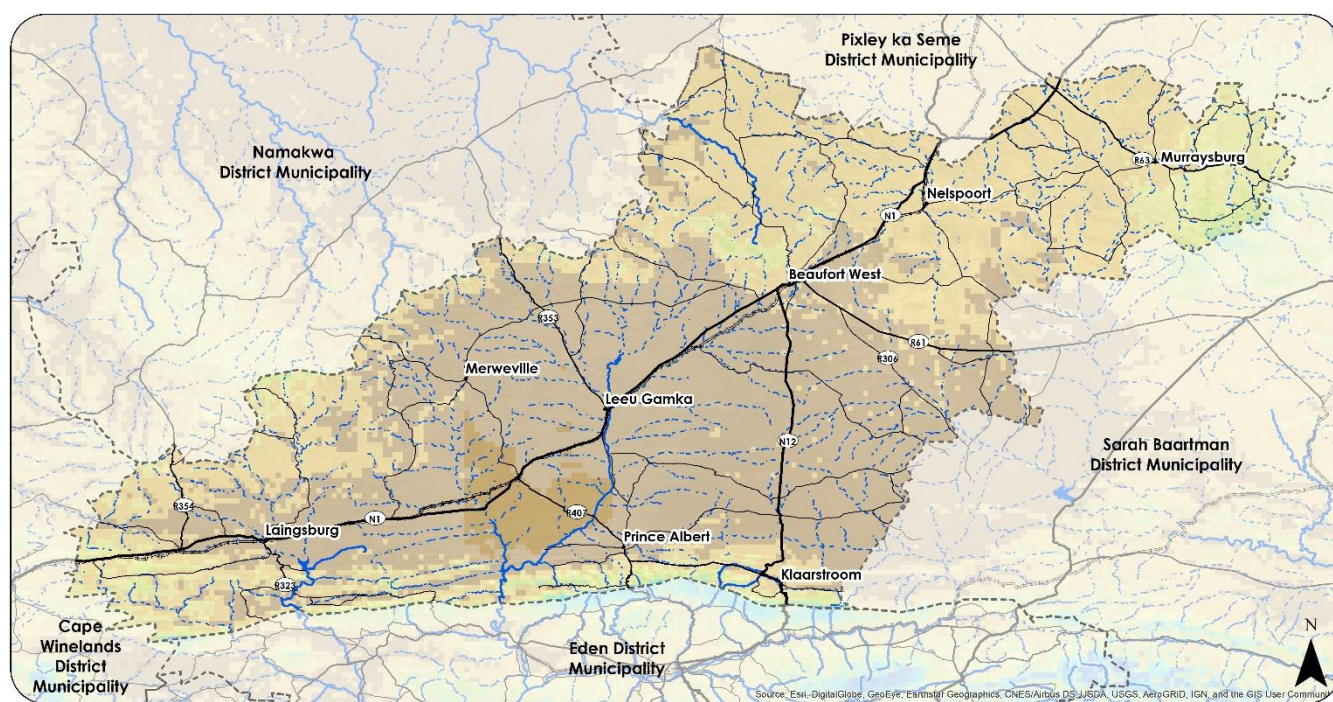 Pixley ka Seme
District Municipality
Namakwa
District Municipality
R63
Murraysburg
Nelspoort
N1
Beaufort West
R353
R61
R306
Merweville
Leeu Gamka
N12
Sarah Baartman
District Municipality
R354
Laingsburg
N1
R407
Prince Albert
Klaarstroom
R323
Cape
Winelands
District
Municipality
Eden District
Municipality
N
Source: Esri, DigitalGlobe, GeoEye, Earthstar Geographics, CNES/Airbus DS, USDA, USGS, AeroGRID, IGN, and the GIS User Communit